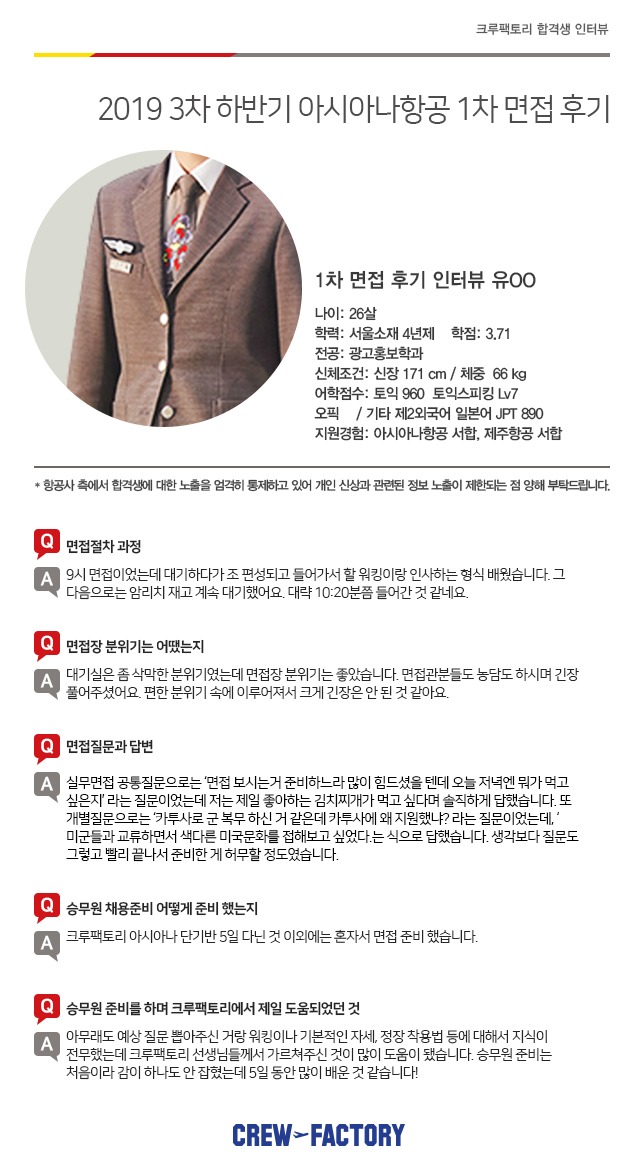 크루팩토리 합격생 인터뷰
2019 3차 하반기 아시아나항공 1차 면접 후기
1차 면접 후기 인터뷰 유OO
나이: 26살
학력: 서울소재 4년제 학점: 3.71
전공: 광고홍보학과
신체조건: 신장 171 cm / 체중 66 kg
어학점수: 토익 960 토익스피킹 Lv7
오픽 / 기타 제2외국어 일본어 JPT 890
지원경험: 아시아나항공 서합, 제주항공 서합
* 항공사 측에서 합격생에 대한 노출을 엄격히 통제하고 있어 개인 신상과 관련된 정보 노출이 제한되는 점 양해 부탁드립니다.
Q 면접절차 과정
A 9시 면접이었는데 대기하다가 조 편성되고 들어가서 할 워킹이랑 인사하는 형식 배웠습니다. 그
다음으로는 암리치 재고 계속 대기했어요. 대략 10:20분쯤 들어간 것 같네요.
Q 면접장 분위기는 어땠는지
A 대기실은 좀 삭막한 분위기였는데 면접장 분위기는 좋았습니다. 면접관분들도 농담도 하시며 긴장
풀어주셨어요. 편한 분위기 속에 이루어져서 크게 긴장은 안 된 것 같아요.
Q 면접질문과 답변
A 실무면접 공통질문으로는 ‘면접 보시는거 준비하느라 많이 힘드셨을 텐데 오늘 저녁엔 뭐가 먹고
싶은지’ 라는 질문이었는데 저는 제일 좋아하는 김치찌개가 먹고 싶다며 솔직하게 답했습니다. 또
개별질문으로는 ‘카투사로 군 복무 하신 거 같은데 카투사에 왜 지원했냐? 라는 질문이었는데, ‘
미군들과 교류하면서 색다른 미국문화를 접해보고 싶었다.는 식으로 답했습니다. 생각보다 질문도
그렇고 빨리 끝나서 준비한 게 허무할 정도였습니다.
Q 승무원 채용준비 어떻게 준비 했는지
A 크루팩토리 아시아나 단기반 5일 다닌 것 이외에는 혼자서 면접 준비 했습니다.
Q 승무원 준비를 하며 크루팩토리에서 제일 도움되었던 것
A 아무래도 예상 질문 뽑아주신 거랑 워킹이나 기본적인 자세, 정장 착용법 등에 대해서 지식이
전무했는데 크루팩토리 선생님들께서 가르쳐주신 것이 많이 도움이 됐습니다. 승무원 준비는
처음이라 감이 하나도 안 잡혔는데 5일 동안 많이 배운 것 같습니다!
CREW FACTORY